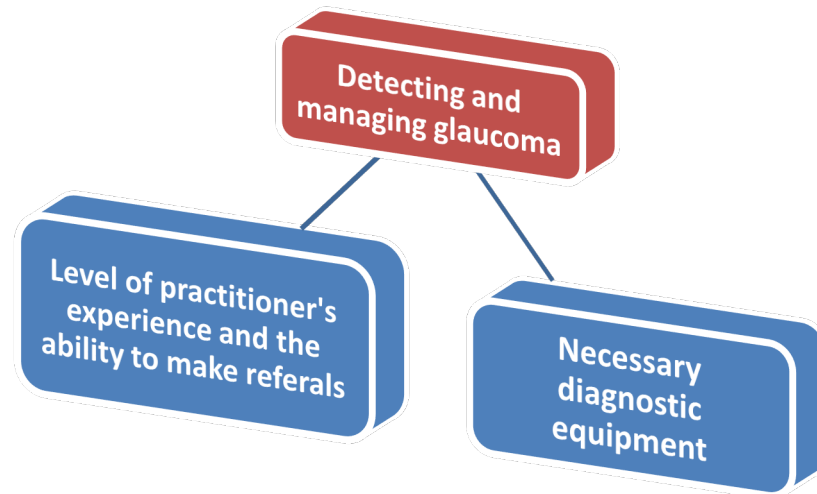 Detecting and
managing glaucoma
Level of practitioner's
experience and the
ability to make referals
Necessary
diagnostic
equipment